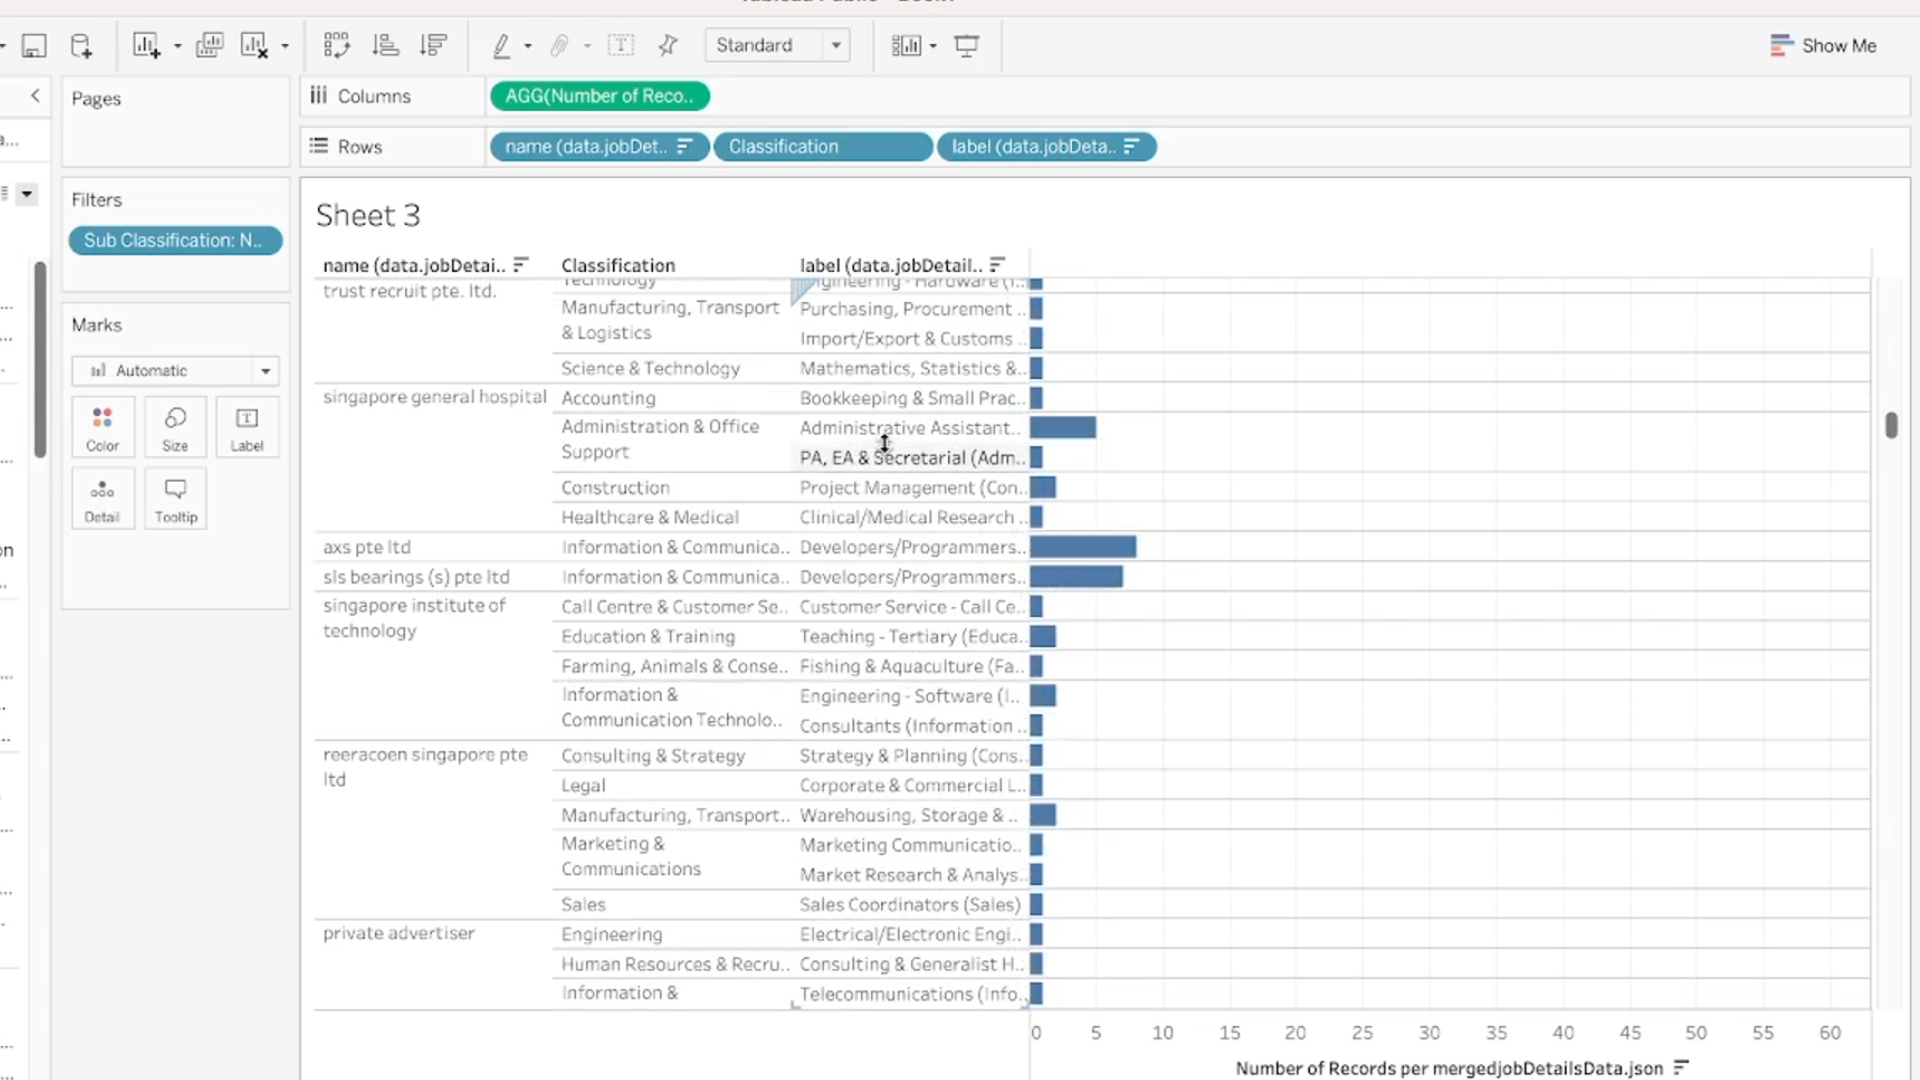 Standard
Show Me
Pages
Columns
AGG(Number of Reco..
Rows
name (data.jobDet..
Classification
label (data.jobDeta..
Filters
Sub Classification: N..
Marks
Automatic
Color
Size
Label
Detail
Tooltip
Sheet 3
name (data.jobDetai..
Classification
label (data.jobDetail..
trust recruit pte. ltd.
Technology
Engineering - Hardware (I..
Manufacturing, Transport
& Logistics
Purchasing, Procurement ..
Import/Export & Customs ..
Science & Technology
Mathematics, Statistics &..
singapore general hospital
Accounting
Bookkeeping & Small Prac..
Administration & Office
Support
Administrative Assistant..
PA, EA & Secretarial (Adm..
Construction
Project Management (Con..
Healthcare & Medical
Clinical/Medical Research ..
axs pte ltd
Information & Communica..
Developers/Programmers..
sls bearings (s) pte ltd
Information & Communica..
Developers/Programmers..
singapore institute of
technology
Call Centre & Customer Se..
Customer Service - Call Ce..
Education & Training
Teaching - Tertiary (Educa..
Farming, Animals & Conse..
Fishing & Aquaculture (Fa..
Information &
Communication Technolo..
Engineering - Software (I..
Consultants (Information ..
reeracoen singapore pte
ltd
Consulting & Strategy
Strategy & Planning (Cons..
Legal
Corporate & Commercial L..
Manufacturing, Transport..
Warehousing, Storage & ..
Marketing &
Communications
Marketing Communicatio..
Market Research & Analys..
Sales
Sales Coordinators (Sales)
private advertiser
Engineering
Electrical/Electronic Engi..
Human Resources & Recru..
Consulting & Generalist H..
Information &
Telecommunications (Info..
0 5 10 15 20 25 30 35 40 45 50 55 60
Number of Records per mergedjobDetailsData.json